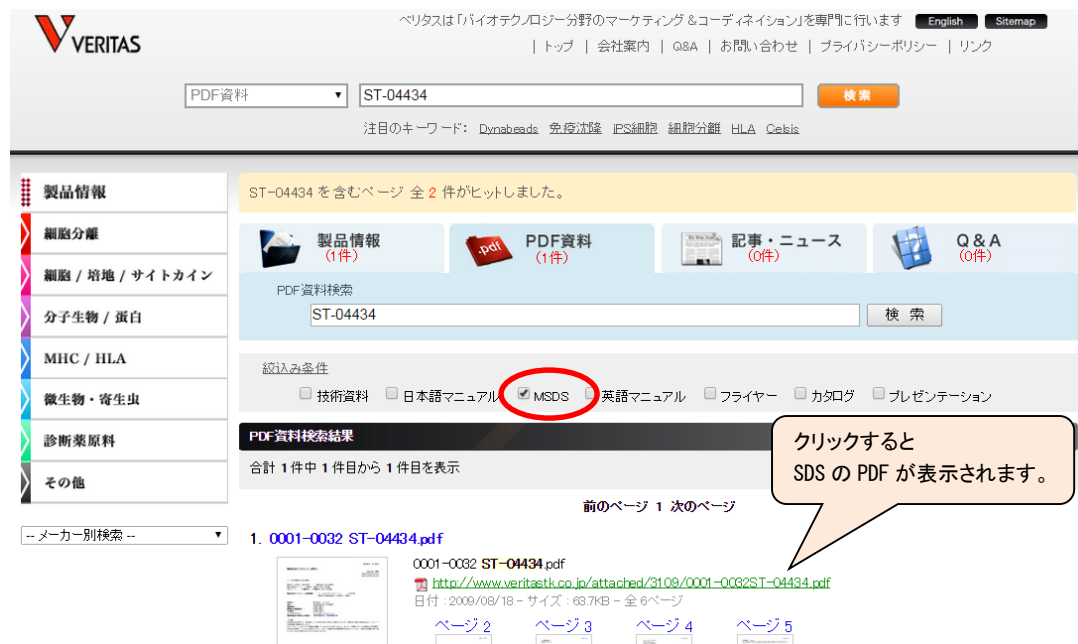 VERITAS
ベリタスは「バイオテクノロジー分野のマーケティング＆コーディネイション」を専門に行います English Sitemap
| トップ | 会社案内 | Q&A | お問い合わせ | プライバシーポリシー | リンク
PDF資料 ▼ ST-04434 検索
注目のキーワード： Dynabeads 免疫沈降 iPS細胞 細胞分離 HLA Celsis
製品情報
細胞分離
細胞 / 培地 / サイトカイン
分子生物 / 蛋白
MHC / HLA
微生物・寄生虫
診断薬原料
その他
-- メーカー別検索 -- ▼
ST-04434 を含むページ 全 2 件がヒットしました。
製品情報 (1件)
.pdf PDF資料 (1件)
記事・ニュース (0件)
Q & A (0件)
PDF資料検索
ST-04434 検 索
絞込み条件
技術資料 日本語マニュアル MSDS 英語マニュアル フライヤー カタログ プレゼンテーション
PDF資料検索結果
合計 1 件中 1 件目から 1 件目を表示
クリックすると
SDS の PDF が表示されます。
前のページ 1 次のページ
1. 0001-0032 ST-04434.pdf
0001-0032 ST-04434.pdf
http://www.veritastk.co.jp/attached/3109/0001-0032ST-04434.pdf
日付 : 2009/08/18 - サイズ : 63.7KB - 全 6ページ
ページ 2 ページ 3 ページ 4 ページ 5